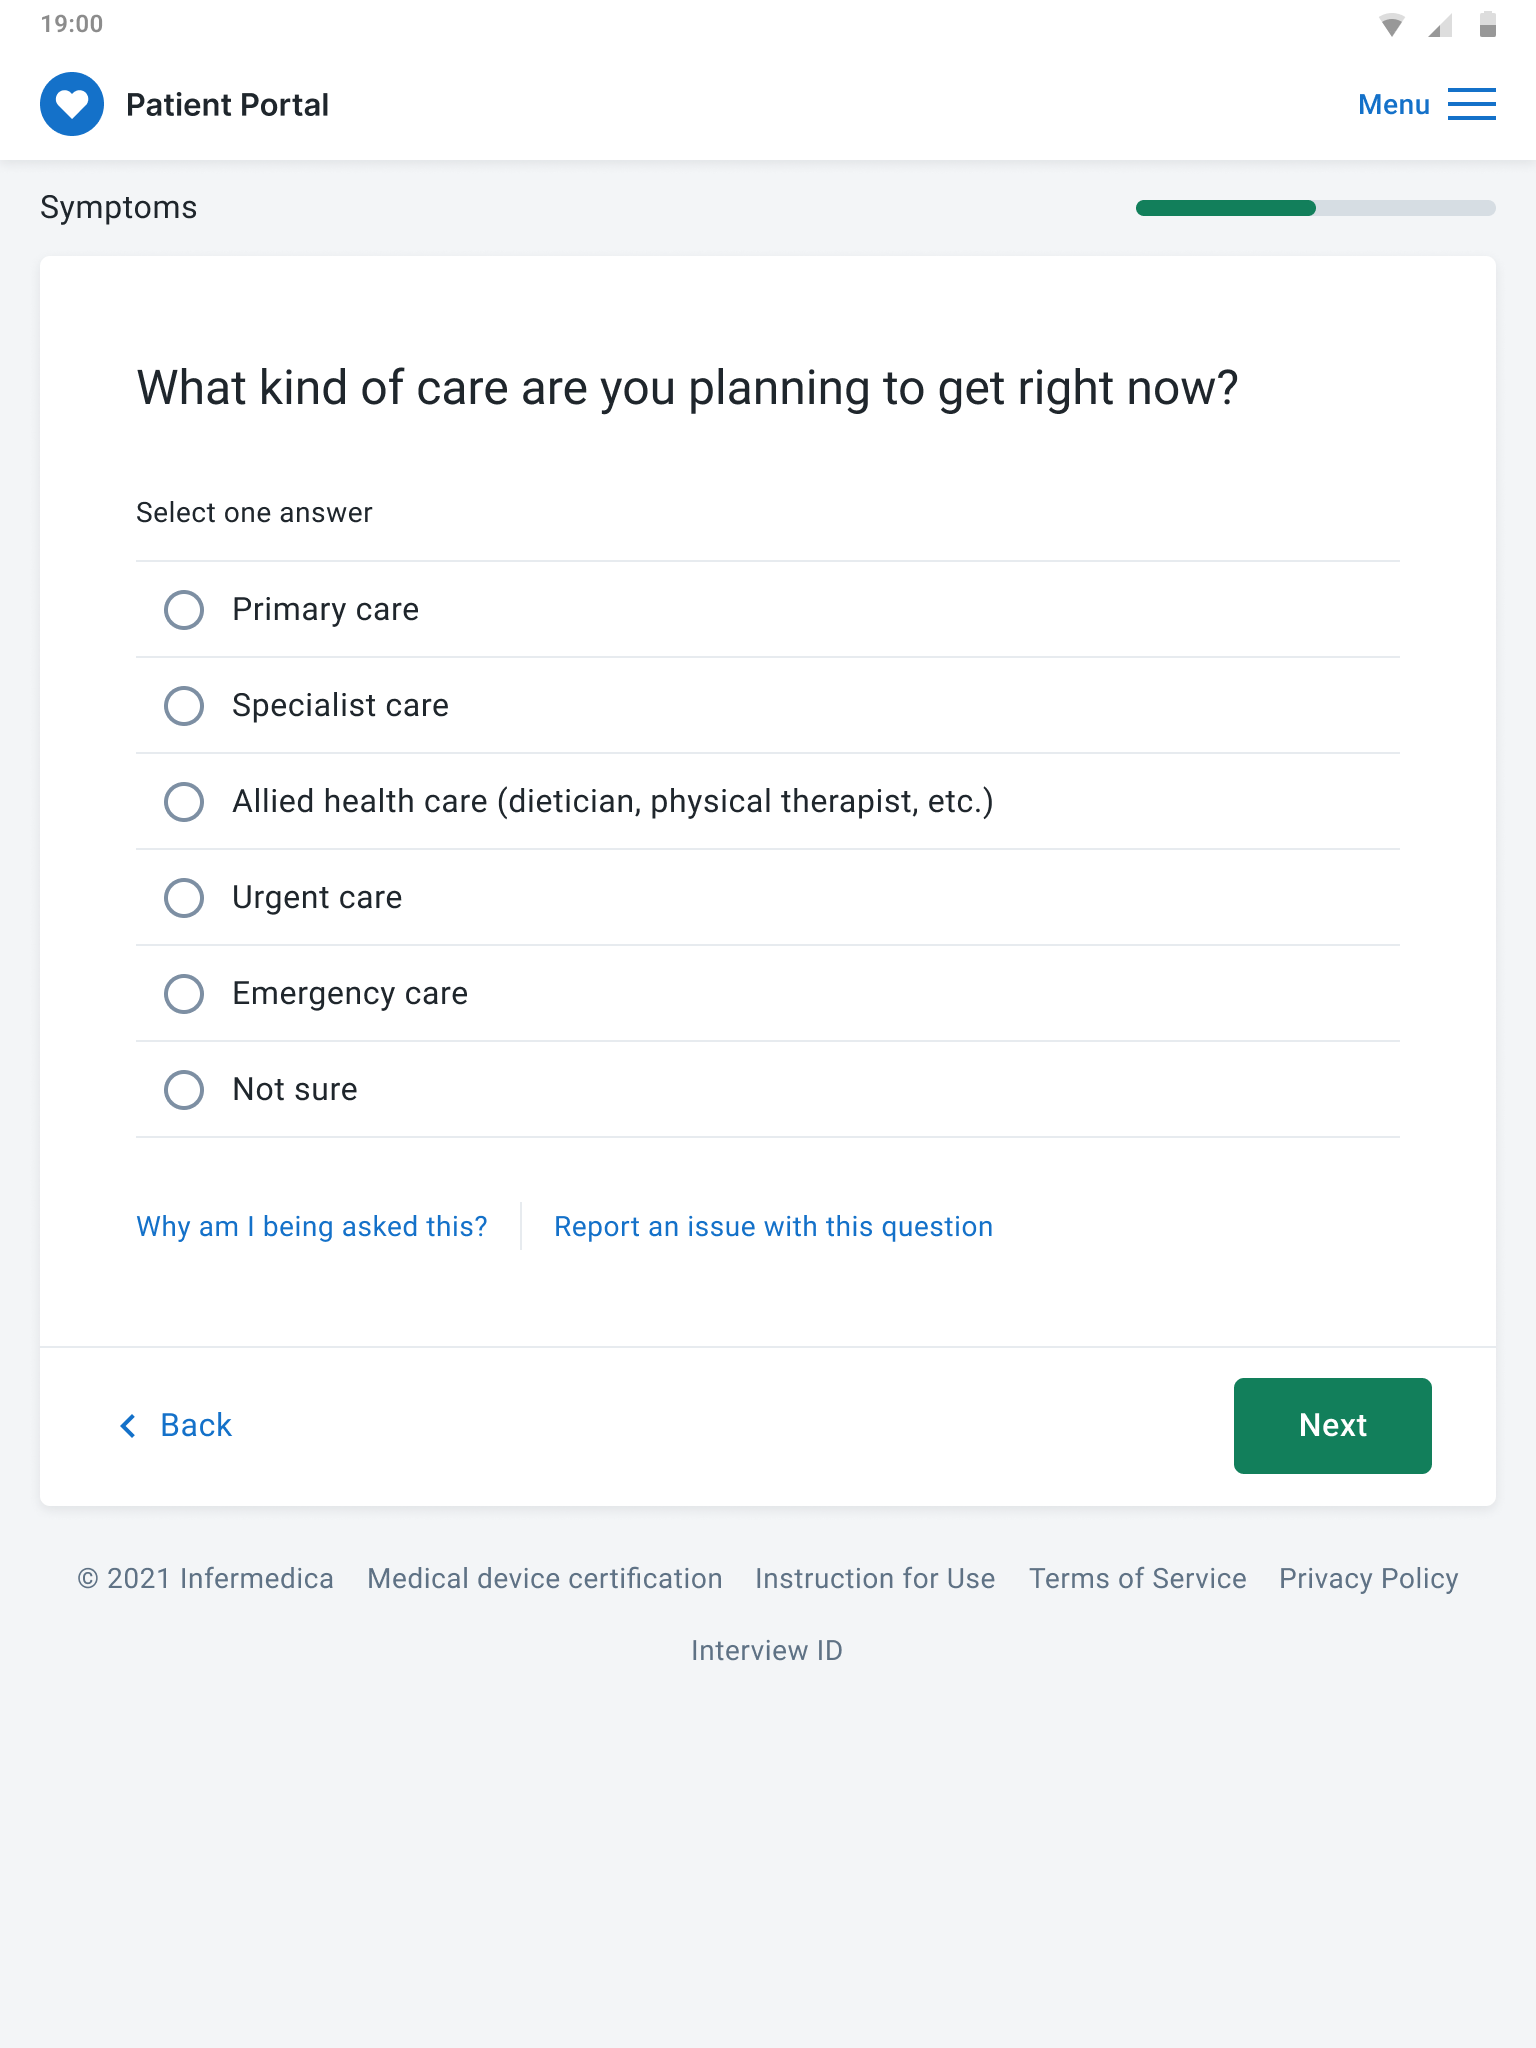 19:00
Patient Portal
Menu
Symptoms
What kind of care are you planning to get right now?
Select one answer
Primary care
Specialist care
Allied health care (dietician, physical therapist, etc.)
Urgent care
Emergency care
Not sure
Why am I being asked this?
Report an issue with this question
Back
Next
© 2021 Infermedica Medical device certification Instruction for Use Terms of Service Privacy Policy
Interview ID